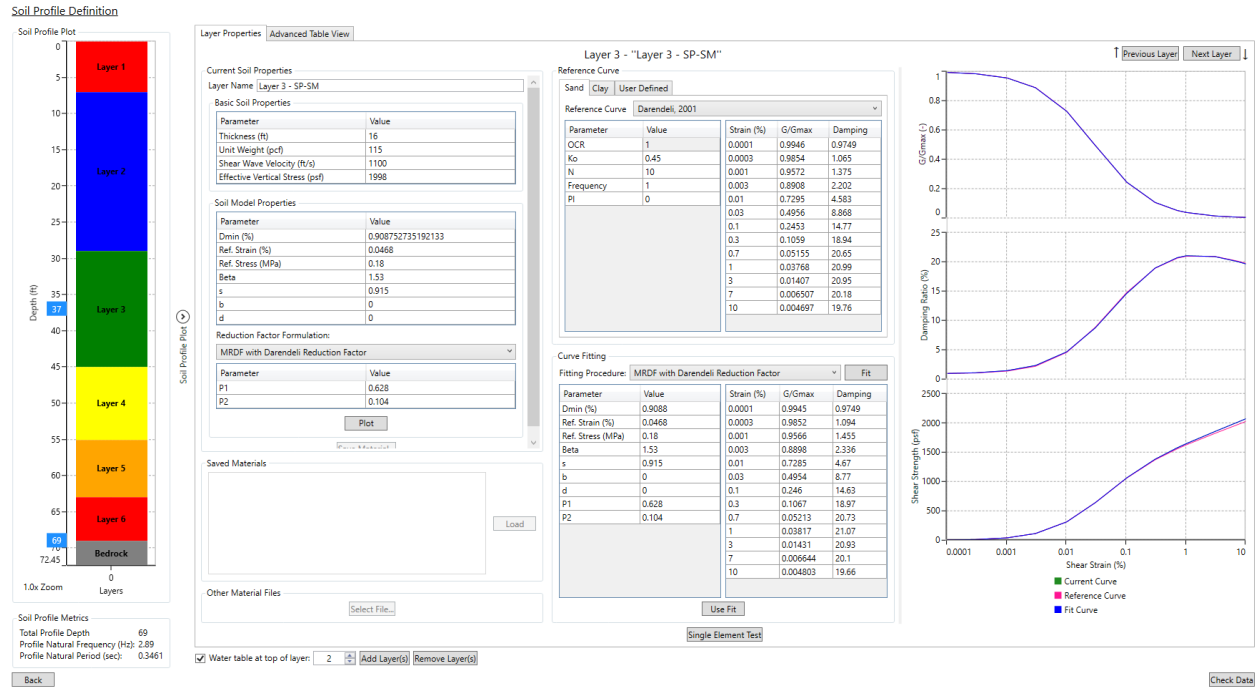 Soil Profile Definition
Soil Profile Plot
0
5
10
15
20
25
30
35
37
40
45
50
55
60
65
69
70
72.45
Depth (ft)
Layer 1
Layer 2
Layer 3
Layer 4
Layer 5
Layer 6
Bedrock
0
Layers
1.0x Zoom
Soil Profile Metrics
Total Profile Depth 69
Profile Natural Frequency (Hz): 2.89
Profile Natural Period (sec): 0.3461
Back
Soil Profile Plot
Layer Properties Advanced Table View
Layer 3 - "Layer 3 - SP-SM"
↑ Previous Layer Next Layer ↓
Current Soil Properties
Layer Name Layer 3 - SP-SM
Basic Soil Properties
Parameter Value
Thickness (ft) 16
Unit Weight (pcf) 115
Shear Wave Velocity (ft/s) 1100
Effective Vertical Stress (psf) 1998
Soil Model Properties
Parameter Value
Dmin (%) 0.908752735192133
Ref. Strain (%) 0.0468
Ref. Stress (MPa) 0.18
Beta 1.53
s 0.915
b 0
d 0
Reduction Factor Formulation:
MRDF with Darendeli Reduction Factor
Parameter Value
P1 0.628
P2 0.104
Plot
Saved Materials
Load
Other Material Files
Select File...
Reference Curve
Sand Clay User Defined
Reference Curve Darendeli, 2001
Parameter Value
OCR 1
Ko 0.45
N 10
Frequency 1
PI 0
Strain (%) G/Gmax Damping
0.0001 0.9946 0.9749
0.0003 0.9854 1.065
0.001 0.9572 1.375
0.003 0.8908 2.202
0.01 0.7295 4.583
0.03 0.4956 8.868
0.1 0.2453 14.77
0.3 0.1059 18.94
0.7 0.05155 20.65
1 0.03768 20.99
3 0.01407 20.95
7 0.006507 20.18
10 0.004697 19.76
Curve Fitting
Fitting Procedure: MRDF with Darendeli Reduction Factor Fit
Parameter Value
Dmin (%) 0.9088
Ref. Strain (%) 0.0468
Ref. Stress (MPa) 0.18
Beta 1.53
s 0.915
b 0
d 0
P1 0.628
P2 0.104
Strain (%) G/Gmax Damping
0.0001 0.9945 0.9749
0.0003 0.9852 1.094
0.001 0.9566 1.455
0.003 0.8898 2.336
0.01 0.7285 4.67
0.03 0.4954 8.77
0.1 0.246 14.63
0.3 0.1067 18.97
0.7 0.05213 20.73
1 0.03817 21.07
3 0.01431 20.93
7 0.006644 20.1
10 0.004803 19.66
Use Fit
Single Element Test
G/Gmax (-)
1
0.8
0.6
0.4
0.2
0
Damping Ratio (%)
25
20
15
10
5
0
Shear Strength (psf)
2500
2000
1500
1000
500
0
0.0001 0.001 0.01 0.1 1 10
Shear Strain (%)
Current Curve
Reference Curve
Fit Curve
Water table at top of layer: 2 Add Layer(s) Remove Layer(s)
Check Data